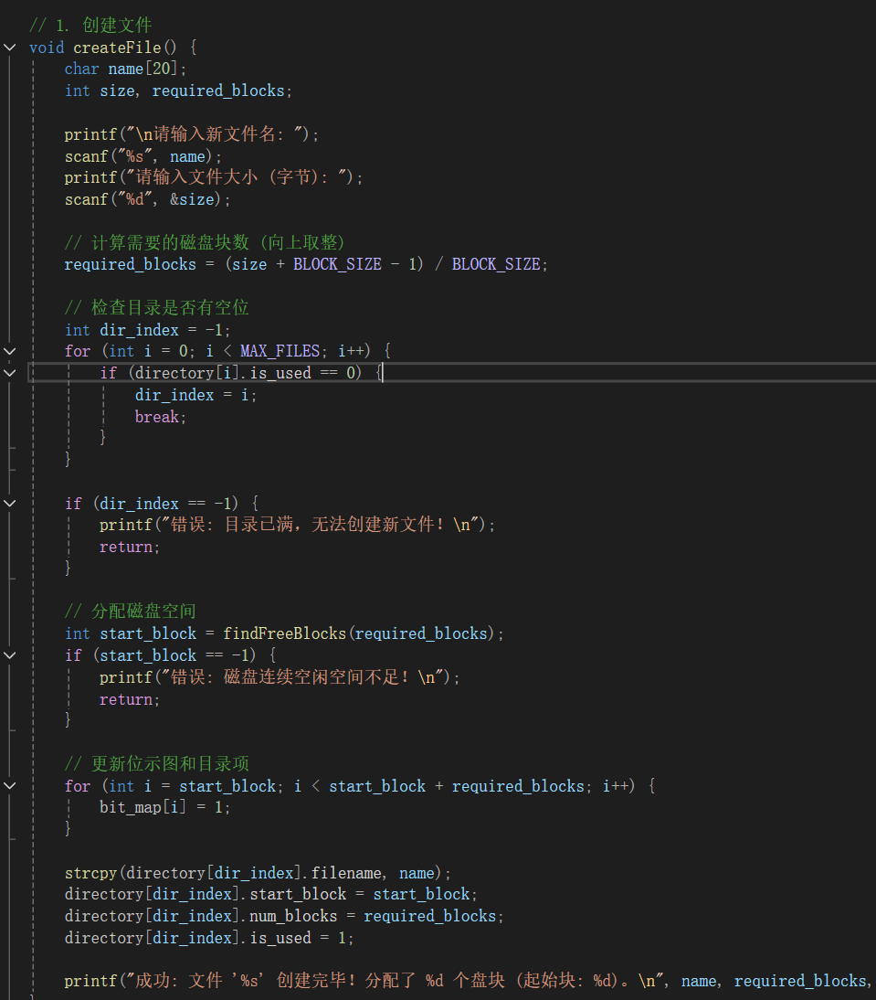 // 1. 创建文件
void createFile() {
    char name[20];
    int size, required_blocks;

    printf("\n请输入新文件名: ");
    scanf("%s", name);
    printf("请输入文件大小 (字节): ");
    scanf("%d", &size);

    // 计算需要的磁盘块数 (向上取整)
    required_blocks = (size + BLOCK_SIZE - 1) / BLOCK_SIZE;

    // 检查目录是否有空位
    int dir_index = -1;
    for (int i = 0; i < MAX_FILES; i++) {
        if (directory[i].is_used == 0) {
            dir_index = i;
            break;
        }
    }

    if (dir_index == -1) {
        printf("错误: 目录已满，无法创建新文件！\n");
        return;
    }

    // 分配磁盘空间
    int start_block = findFreeBlocks(required_blocks);
    if (start_block == -1) {
        printf("错误: 磁盘连续空闲空间不足！\n");
        return;
    }

    // 更新位示图和目录项
    for (int i = start_block; i < start_block + required_blocks; i++) {
        bit_map[i] = 1;
    }

    strcpy(directory[dir_index].filename, name);
    directory[dir_index].start_block = start_block;
    directory[dir_index].num_blocks = required_blocks;
    directory[dir_index].is_used = 1;

    printf("成功: 文件 '%s' 创建完毕！分配了 %d 个盘块 (起始块: %d)。\n", name, required_blocks,